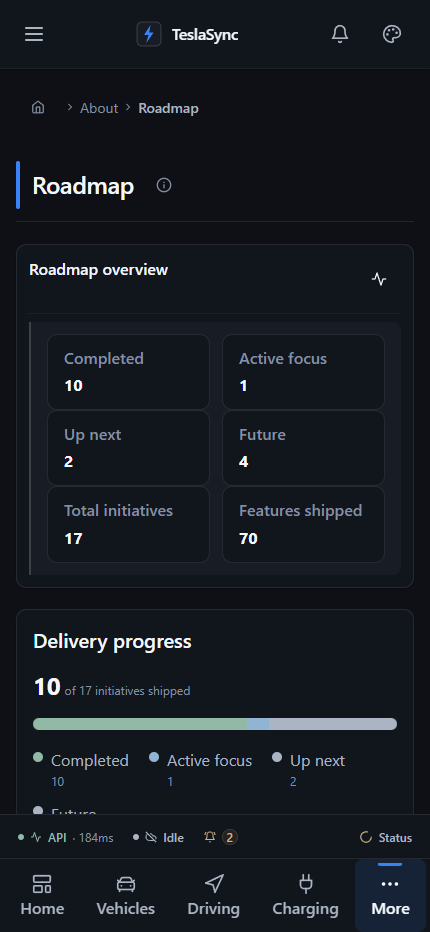 TeslaSync
About Roadmap
Roadmap
Roadmap overview
Completed Active focus
10 1
Up next Future
2 4
Total initiatives Features shipped
17 70
Delivery progress
10 of 17 initiatives shipped
Completed Active focus Up next
10 1 2
Future
API · 184ms Idle 2 Status
Home Vehicles Driving Charging More